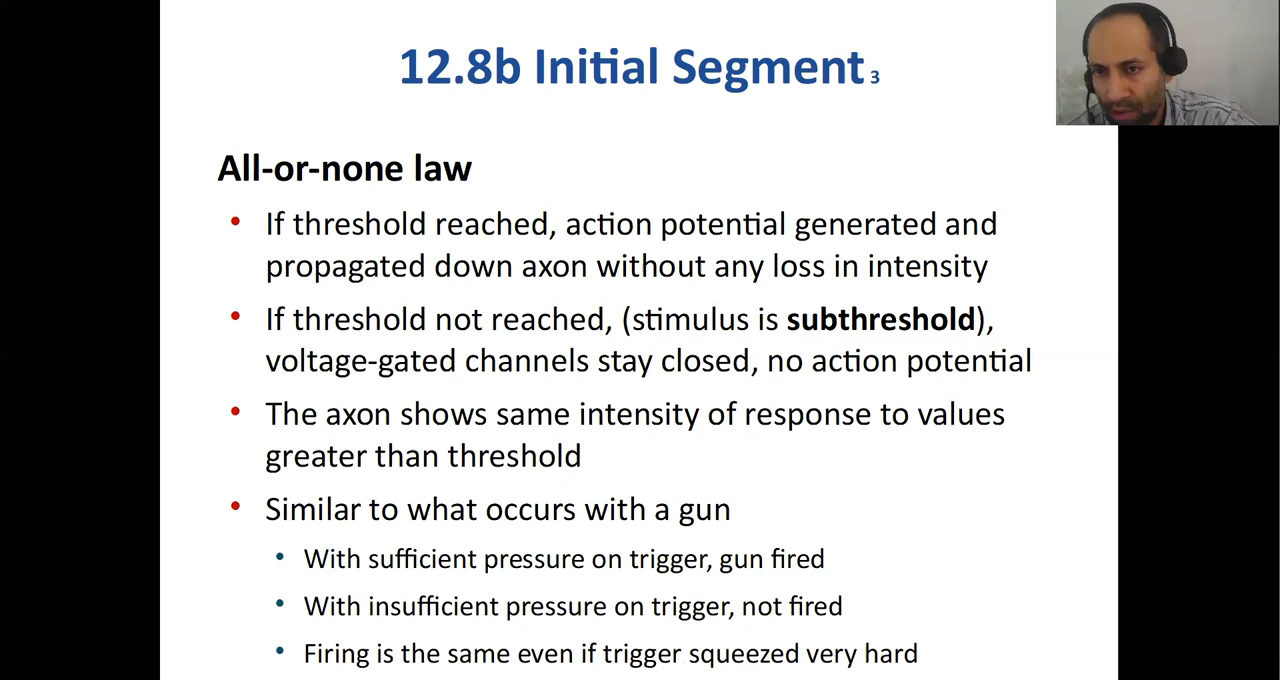 12.8b Initial Segment 3
All-or-none law
• If threshold reached, action potential generated and
propagated down axon without any loss in intensity
• If threshold not reached, (stimulus is subthreshold),
voltage-gated channels stay closed, no action potential
• The axon shows same intensity of response to values
greater than threshold
• Similar to what occurs with a gun
• With sufficient pressure on trigger, gun fired
• With insufficient pressure on trigger, not fired
• Firing is the same even if trigger squeezed very hard